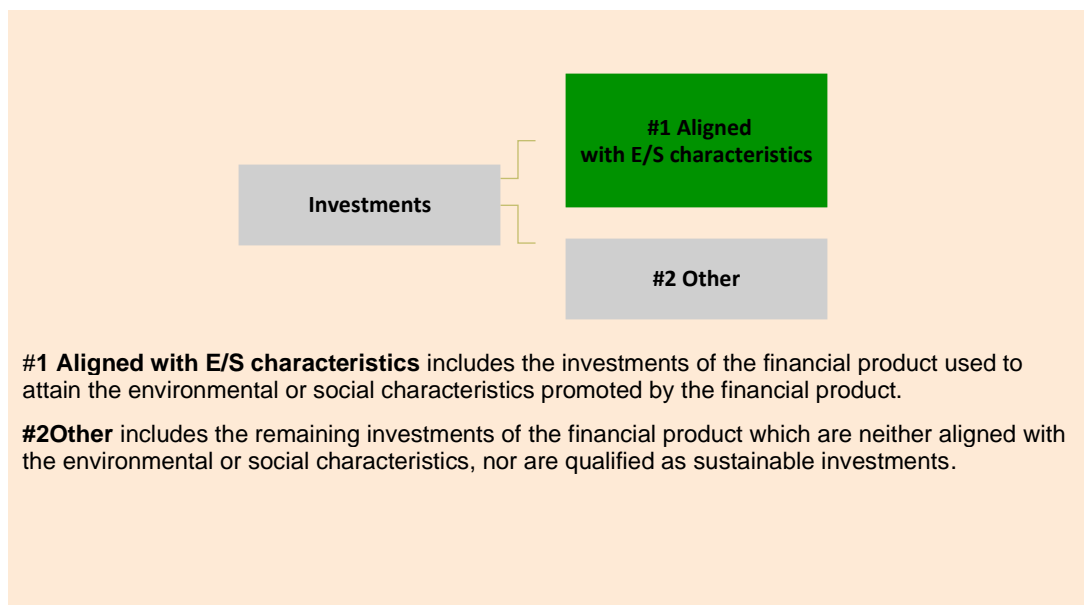 #1 Aligned
with E/S characteristics
Investments
#2 Other
#1 Aligned with E/S characteristics includes the investments of the financial product used to
attain the environmental or social characteristics promoted by the financial product.
#2Other includes the remaining investments of the financial product which are neither aligned with
the environmental or social characteristics, nor are qualified as sustainable investments.